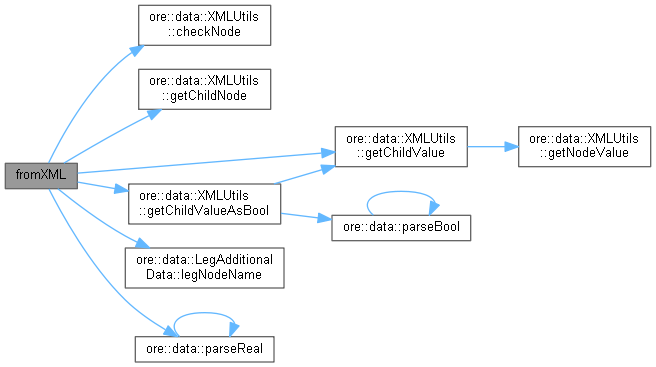 fromXML
ore::data::XMLUtils
::checkNode
ore::data::XMLUtils
::getChildNode
ore::data::XMLUtils
::getChildValue
ore::data::XMLUtils
::getNodeValue
ore::data::XMLUtils
::getChildValueAsBool
ore::data::parseBool
ore::data::LegAdditional
Data::legNodeName
ore::data::parseReal